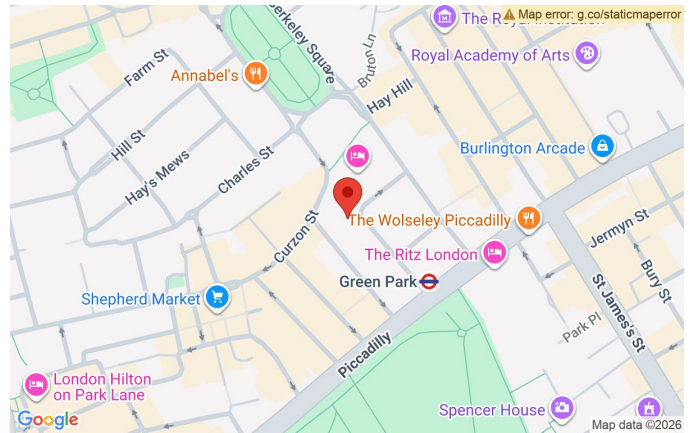 The Royal Institution
Map error: g.co/staticmaperror
Berkeley Square
Bruton Ln
Royal Academy of Arts
Farm St
Annabel's
Hay Hill
Hill St
Burlington Arcade
Hay's Mews
Charles St
Curzon St
The Wolseley Piccadilly
Jermyn St
The Ritz London
Bury St
Green Park
Shepherd Market
St James's St
Park Pl
Piccadilly
London Hilton
on Park Lane
Spencer House
Google
Map data ©2026